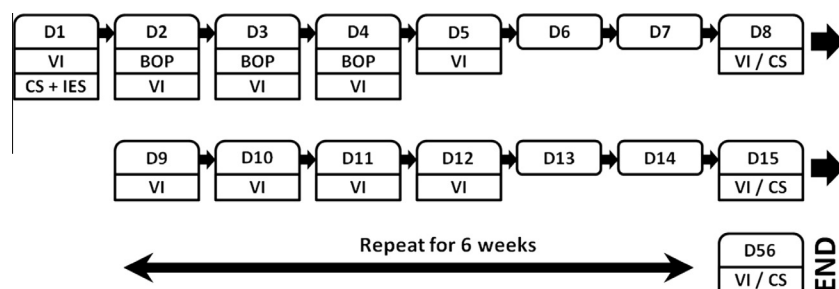 D1 D2 D3 D4 D5 D6 D7 D8
VI BOP BOP BOP VI VI / CS
CS + IES VI VI VI
D9 D10 D11 D12 D13 D14 D15
VI VI VI VI VI / CS
Repeat for 6 weeks
D56
VI / CS
END